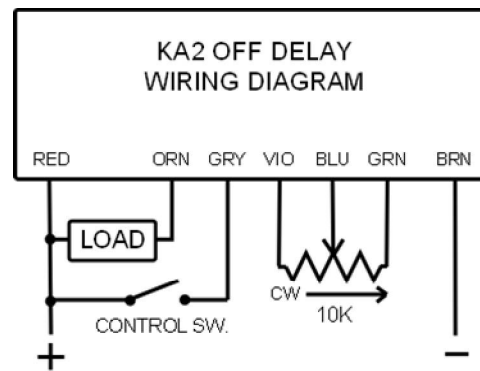 KA2 OFF DELAY
WIRING DIAGRAM
RED ORN GRY VIO BLU GRN BRN
LOAD
CW
10K
CONTROL SW.
+ −